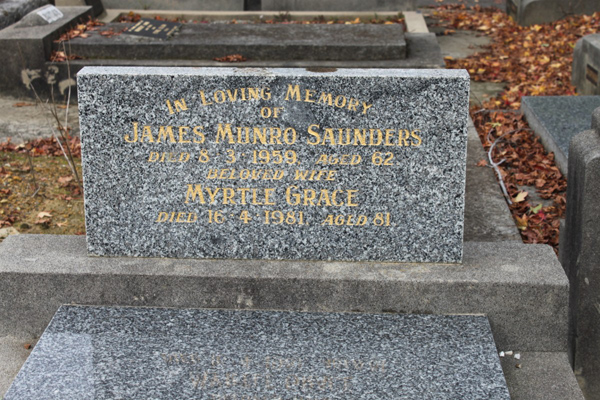 In Loving Memory
OF
James Munro Saunders
DIED 8·3·1959 AGED 62
BELOVED WIFE
Myrtle Grace
DIED 16·4·1981 AGED 81